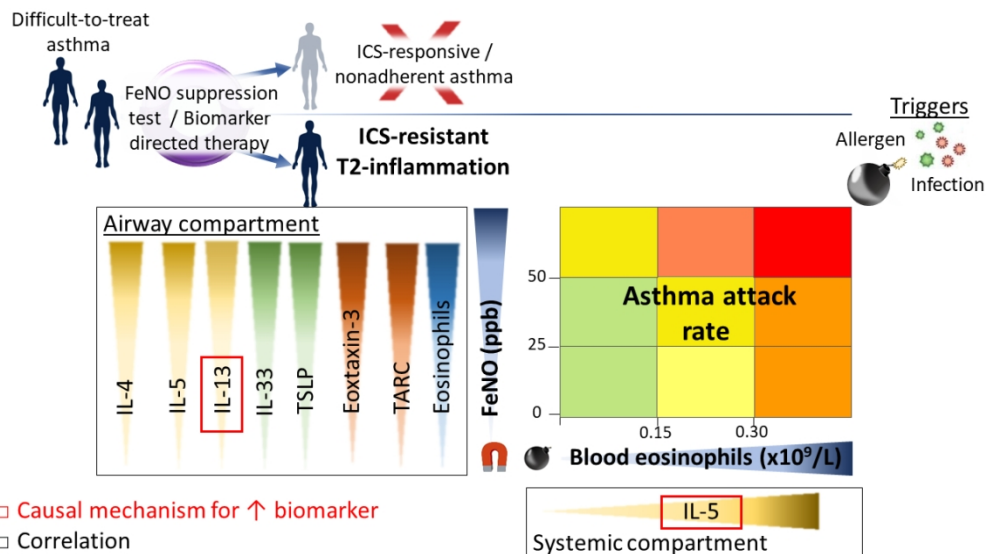 Difficult-to-treat
asthma
FeNO suppression
test / Biomarker
directed therapy
ICS-responsive /
nonadherent asthma
ICS-resistant
T2-inflammation
Triggers
Allergen
Infection
Airway compartment
IL-4
IL-5
IL-13
IL-33
TSLP
Eoxtaxin-3
TARC
Eosinophils
FeNO (ppb)
50
25
0
Asthma attack
rate
0.15
0.30
Blood eosinophils (x10⁹/L)
IL-5
Systemic compartment
□ Causal mechanism for ↑ biomarker
□ Correlation